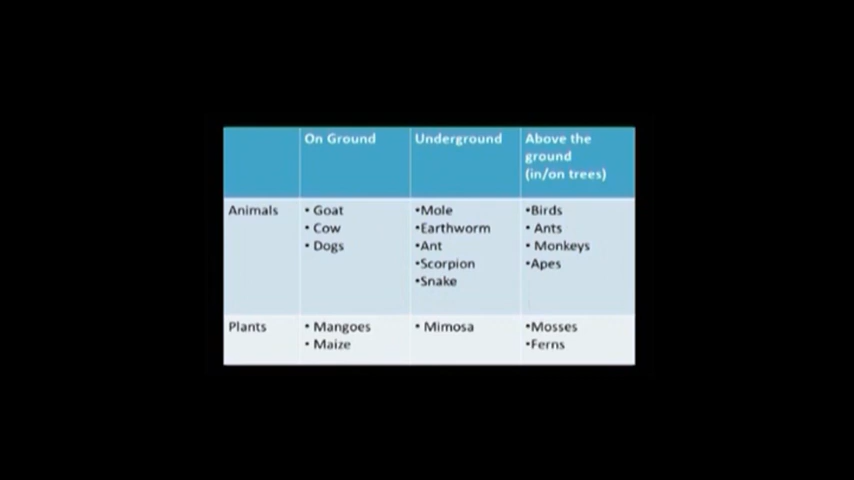 On Ground
Underground
Above the
ground
(in/on trees)
Animals
• Goat
• Cow
• Dogs
•Mole
•Earthworm
•Ant
•Scorpion
•Snake
•Birds
• Ants
• Monkeys
•Apes
Plants
• Mangoes
• Maize
• Mimosa
•Mosses
•Ferns